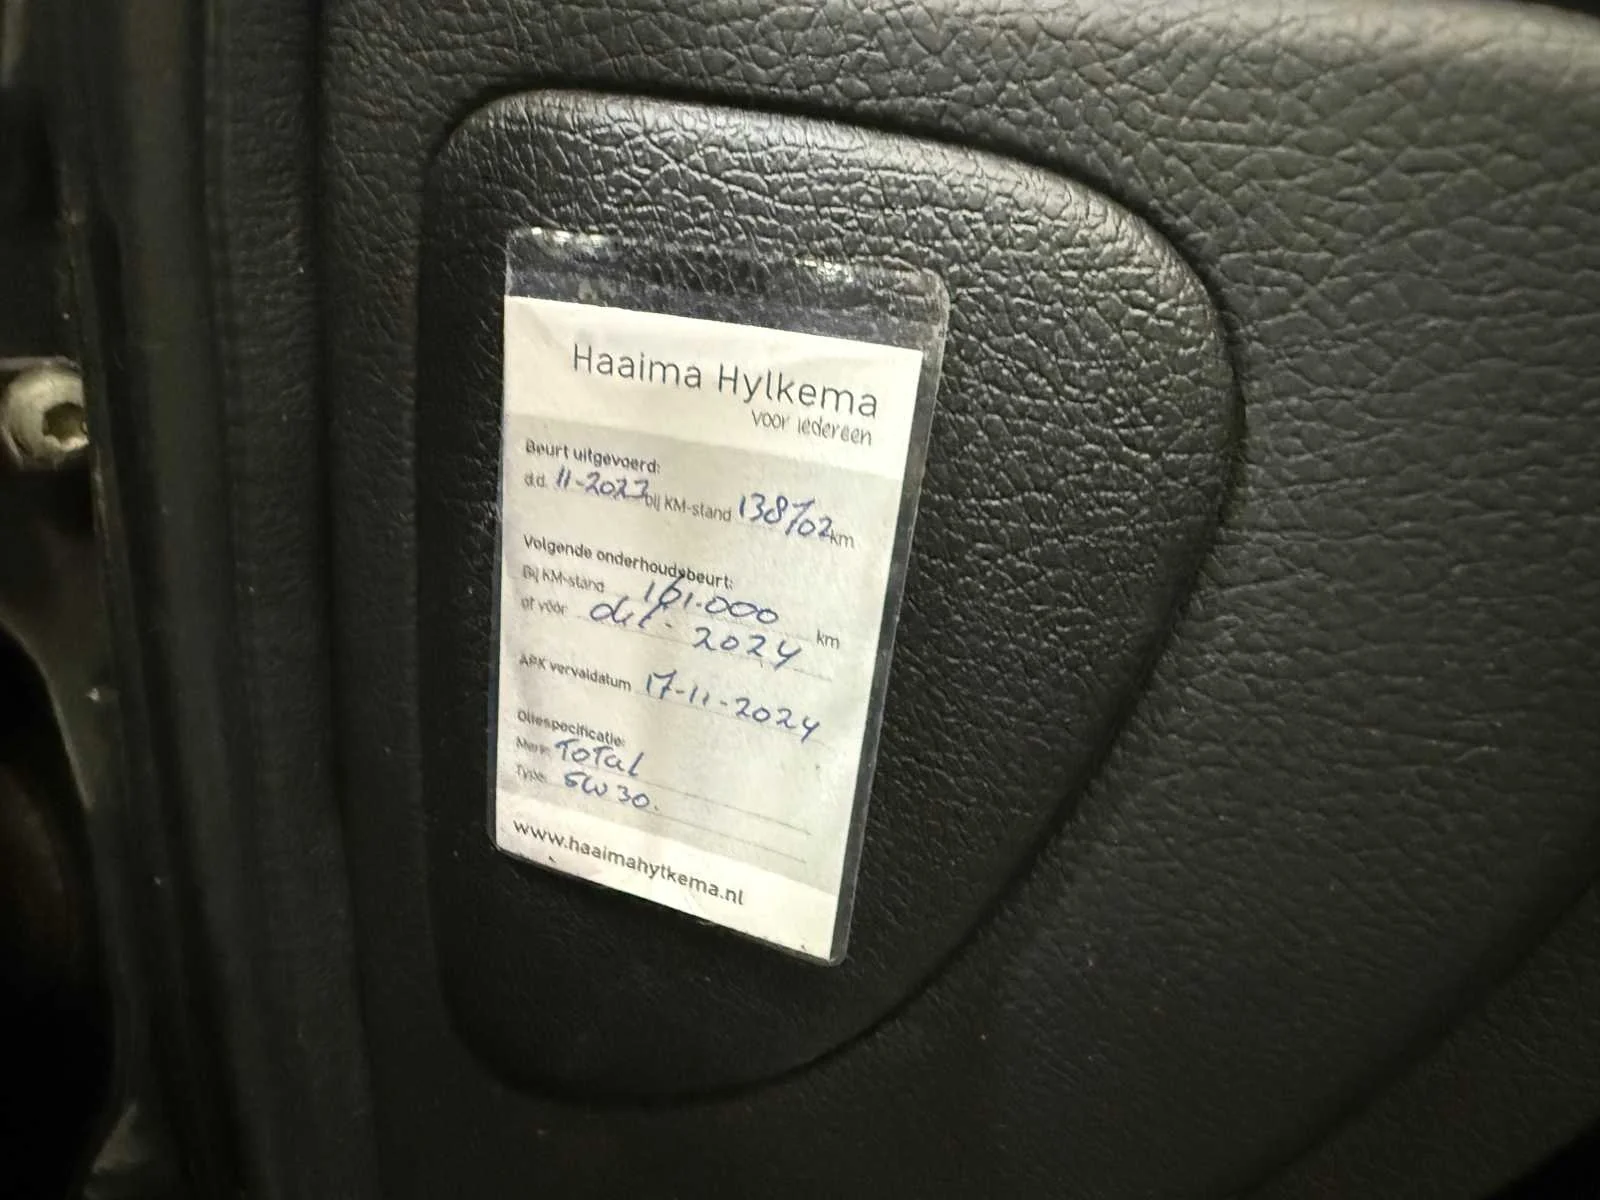 Haaima Hylkema
voor iedereen
Beurt uitgevoerd:
d.d. 11-2023 bij KM-stand 138702 km
Volgende onderhoudsbeurt:
Bij KM-stand 161.000 km
of vóór 2024
APK vervaldatum 17-11-2024
Oliespecificatie:
Merk: Total
Type: 5W30.
www.haaimahylkema.nl